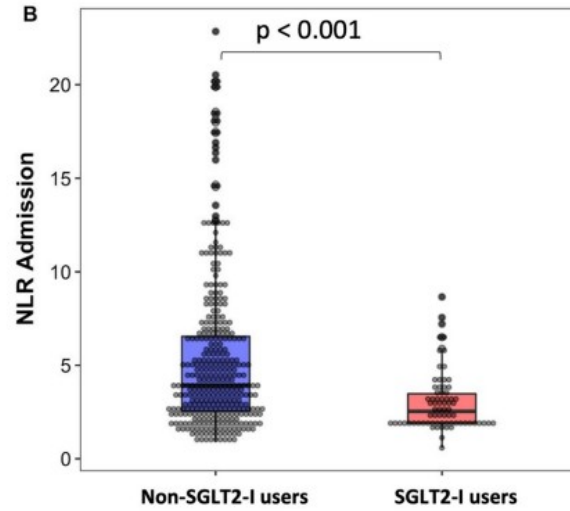 B
p < 0.001
20
15
10
5
0
NLR Admission
Non-SGLT2-I users
SGLT2-I users